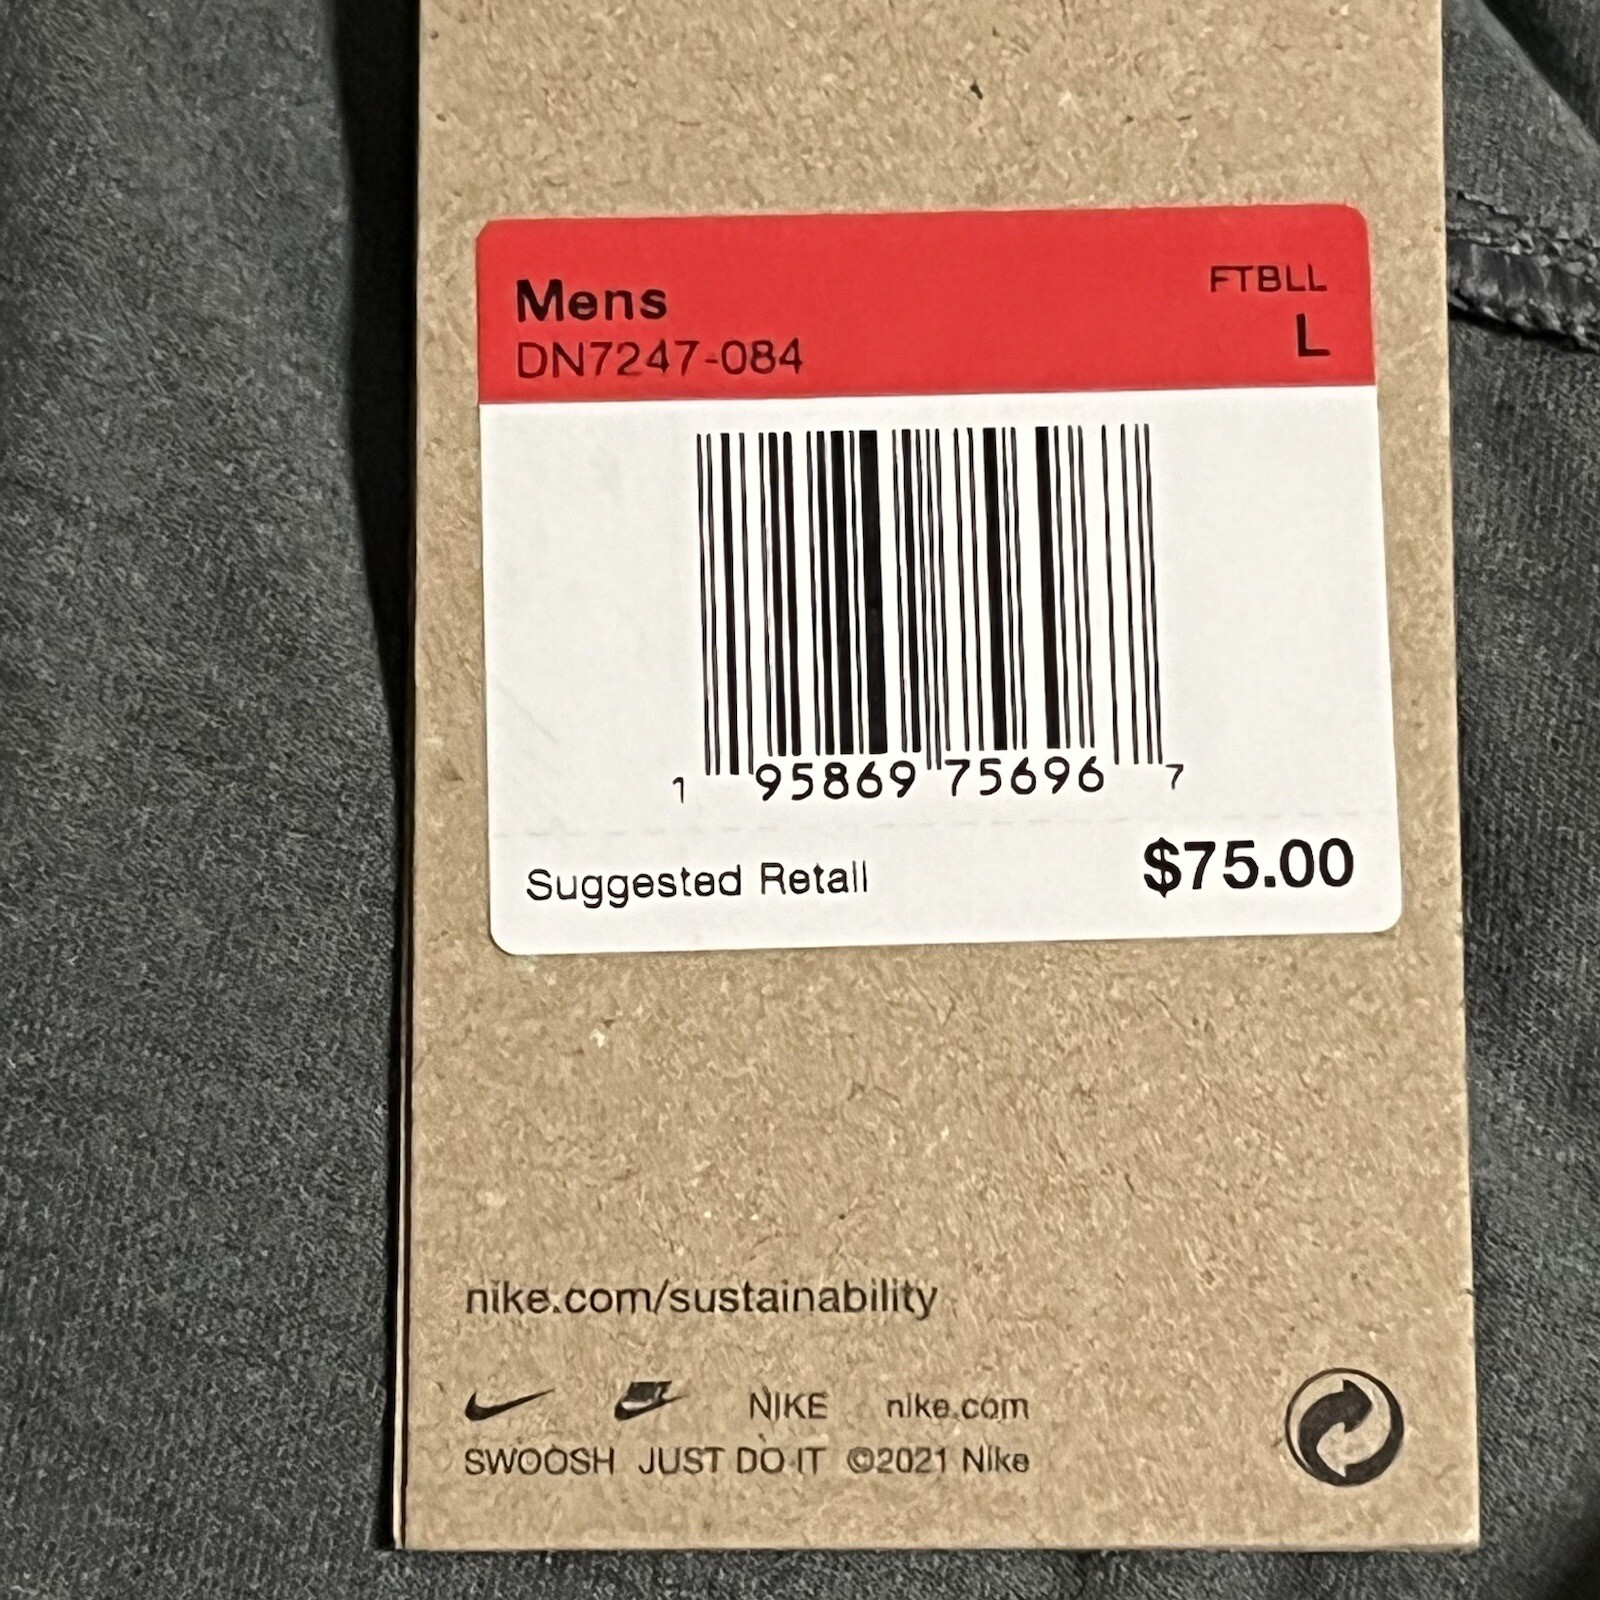 Mens
FTBLL
DN7247-084
L
1 95869 75696 7
Suggested Retail
$75.00
nike.com/sustainability
NIKE nike.com
SWOOSH JUST DO IT ©2021 Nike